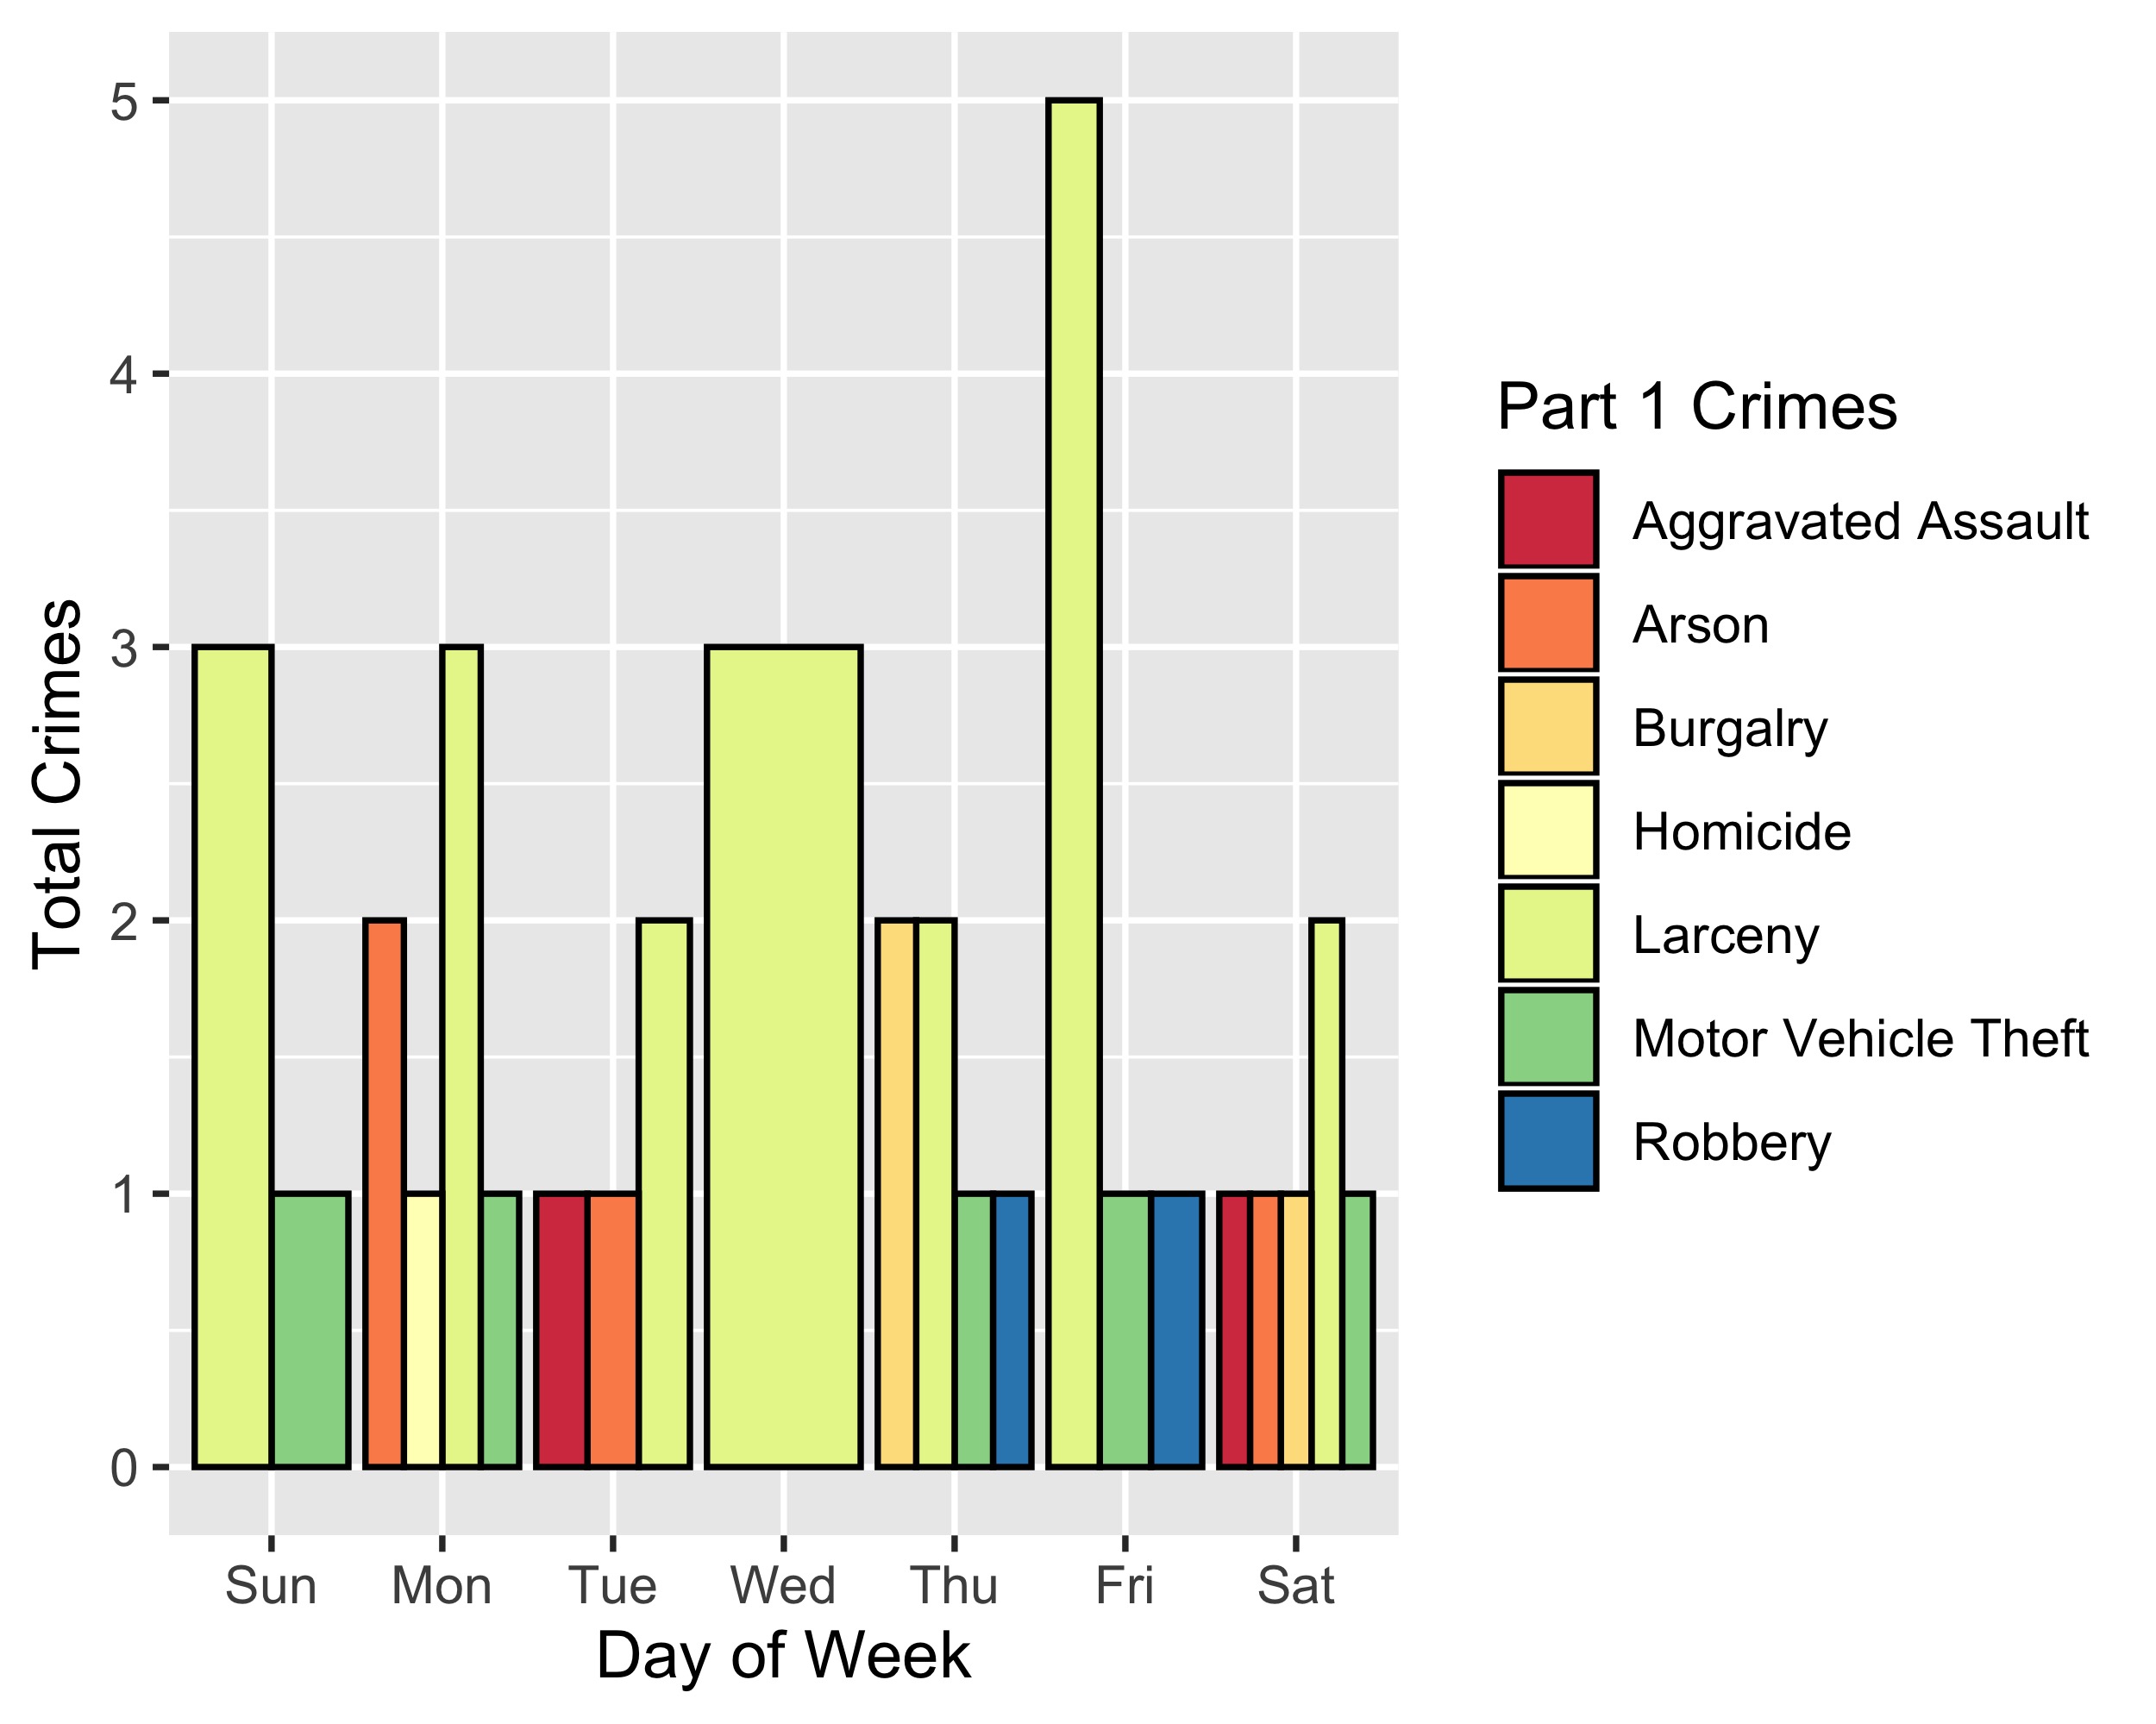 Total Crimes
5
4
3
2
1
0
Sun Mon Tue Wed Thu Fri Sat
Day of Week
Part 1 Crimes
Aggravated Assault
Arson
Burgalry
Homicide
Larceny
Motor Vehicle Theft
Robbery